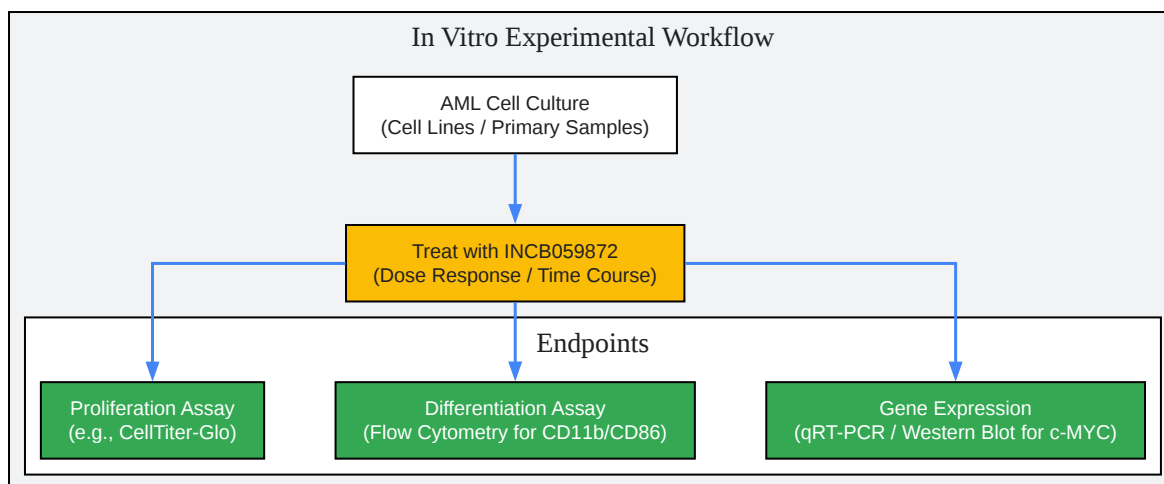 In Vitro Experimental Workflow
AML Cell Culture
(Cell Lines / Primary Samples)
Treat with INCB059872
(Dose Response / Time Course)
Endpoints
Proliferation Assay
(e.g., CellTiter-Glo)
Differentiation Assay
(Flow Cytometry for CD11b/CD86)
Gene Expression
(qRT-PCR / Western Blot for c-MYC)